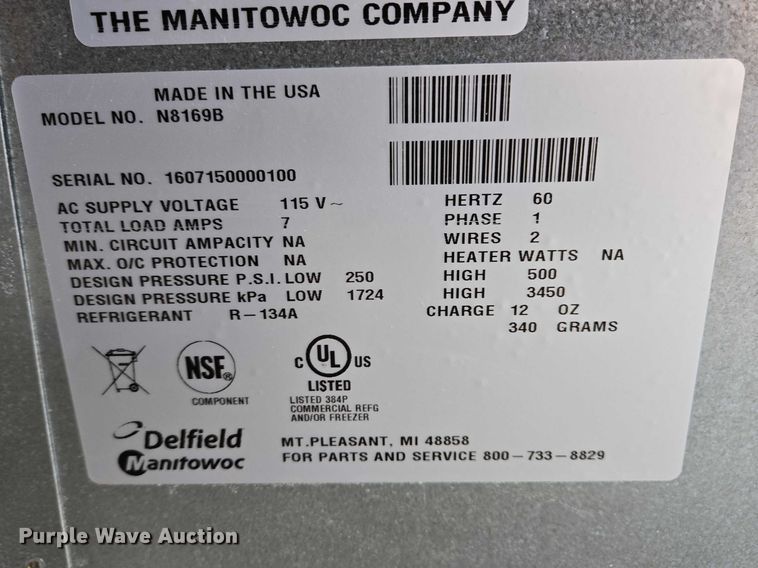 THE MANITOWOC COMPANY
MADE IN THE USA
MODEL NO. N8169B
SERIAL NO. 1607150000100
AC SUPPLY VOLTAGE 115 V~ HERTZ 60
TOTAL LOAD AMPS 7 PHASE 1
MIN. CIRCUIT AMPACITY NA WIRES 2
MAX. O/C PROTECTION NA HEATER WATTS NA
DESIGN PRESSURE P.S.I. LOW 250 HIGH 500
DESIGN PRESSURE kPa LOW 1724 HIGH 3450
REFRIGERANT R-134A CHARGE 12 OZ
340 GRAMS
NSF®
COMPONENT
C UL® US
LISTED
LISTED 384P
COMMERCIAL REFG
AND/OR FREEZER
Delfield
Manitowoc
MT.PLEASANT, MI 48858
FOR PARTS AND SERVICE 800-733-8829
Purple Wave Auction